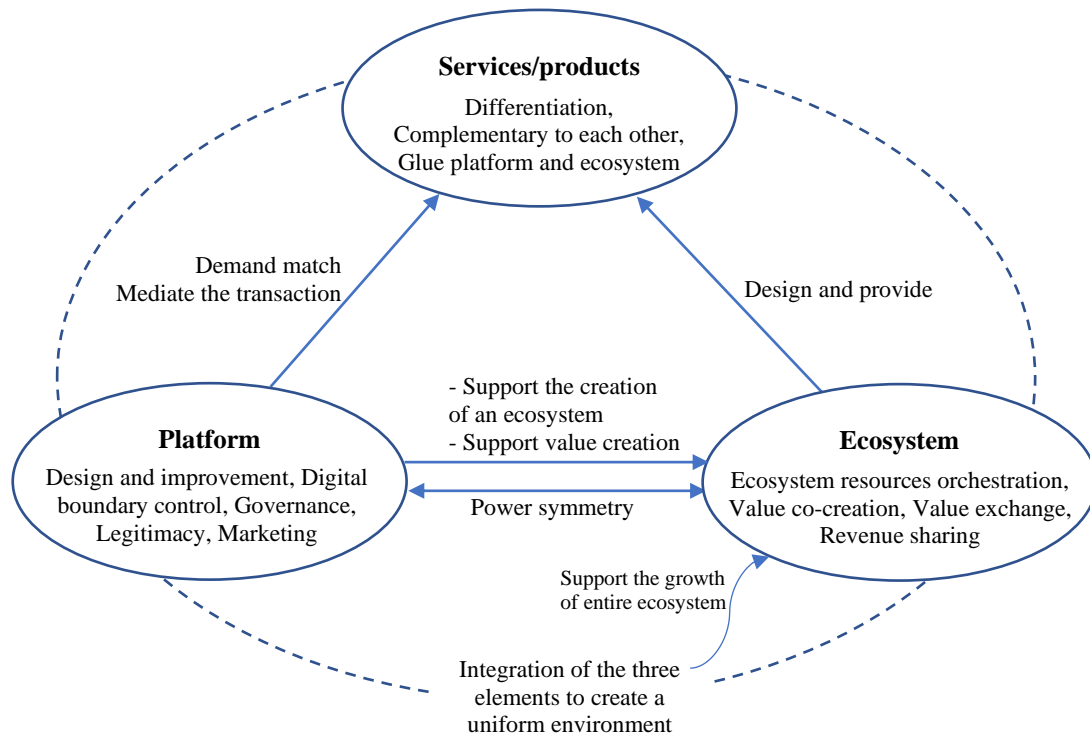 Services/products
Differentiation,
Complementary to each other,
Glue platform and ecosystem
Demand match
Mediate the transaction
Design and provide
- Support the creation
of an ecosystem
- Support value creation
Platform
Design and improvement, Digital
boundary control, Governance,
Legitimacy, Marketing
Power symmetry
Ecosystem
Ecosystem resources orchestration,
Value co-creation, Value exchange,
Revenue sharing
Support the growth
of entire ecosystem
Integration of the three
elements to create a
uniform environment